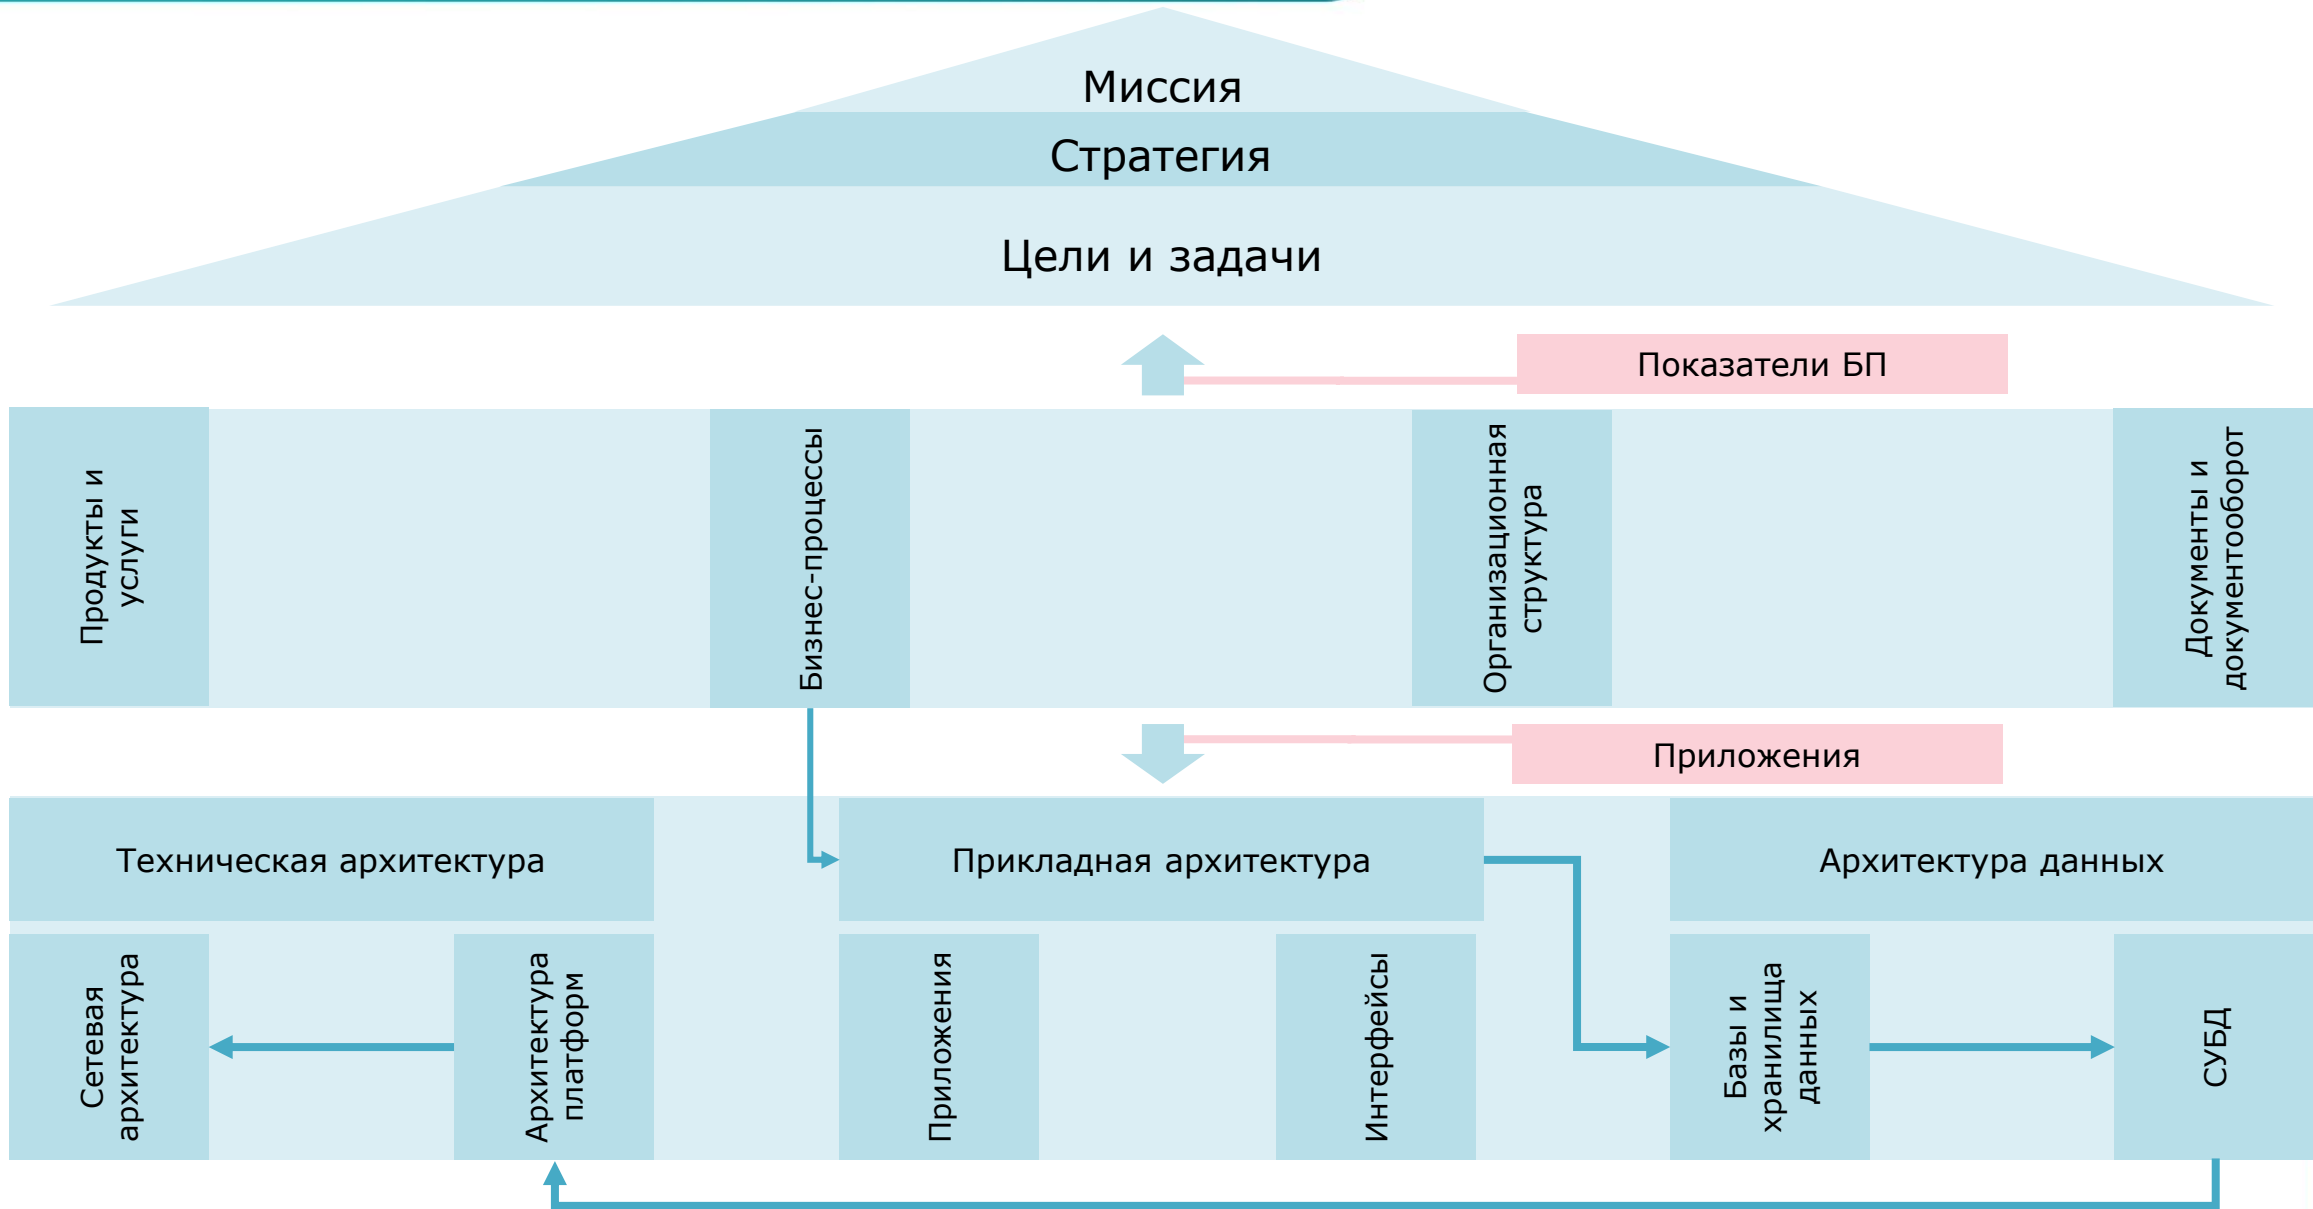 Миссия
Стратегия
Цели и задачи
Показатели БП
Продукты и
услуги
Бизнес-процессы
Организационная
структура
Документы и
документооборот
Приложения
Техническая архитектура
Прикладная архитектура
Архитектура данных
Сетевая
архитектура
Архитектура
платформ
Приложения
Интерфейсы
Базы и
хранилища
данных
СУБД